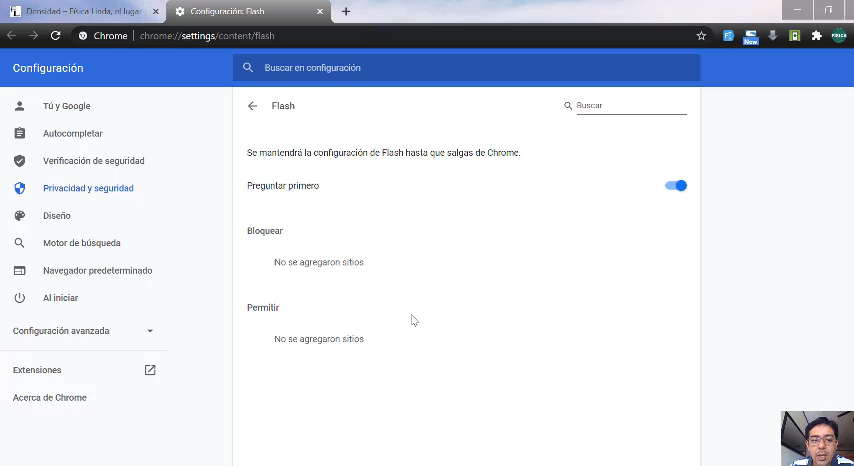 Densidad – Física Linda, el lugar
Configuración: Flash
Chrome | chrome://settings/content/flash
New
FÍSICA
Configuración
Buscar en configuración
Tú y Google
Autocompletar
Verificación de seguridad
Privacidad y seguridad
Diseño
Motor de búsqueda
Navegador predeterminado
Al iniciar
Configuración avanzada
Extensiones
Acerca de Chrome
Flash
Buscar
Se mantendrá la configuración de Flash hasta que salgas de Chrome.
Preguntar primero
Bloquear
No se agregaron sitios
Permitir
No se agregaron sitios